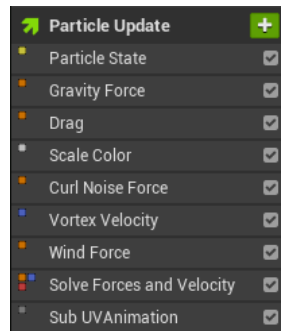 Particle Update
Particle State
Gravity Force
Drag
Scale Color
Curl Noise Force
Vortex Velocity
Wind Force
Solve Forces and Velocity
Sub UVAnimation